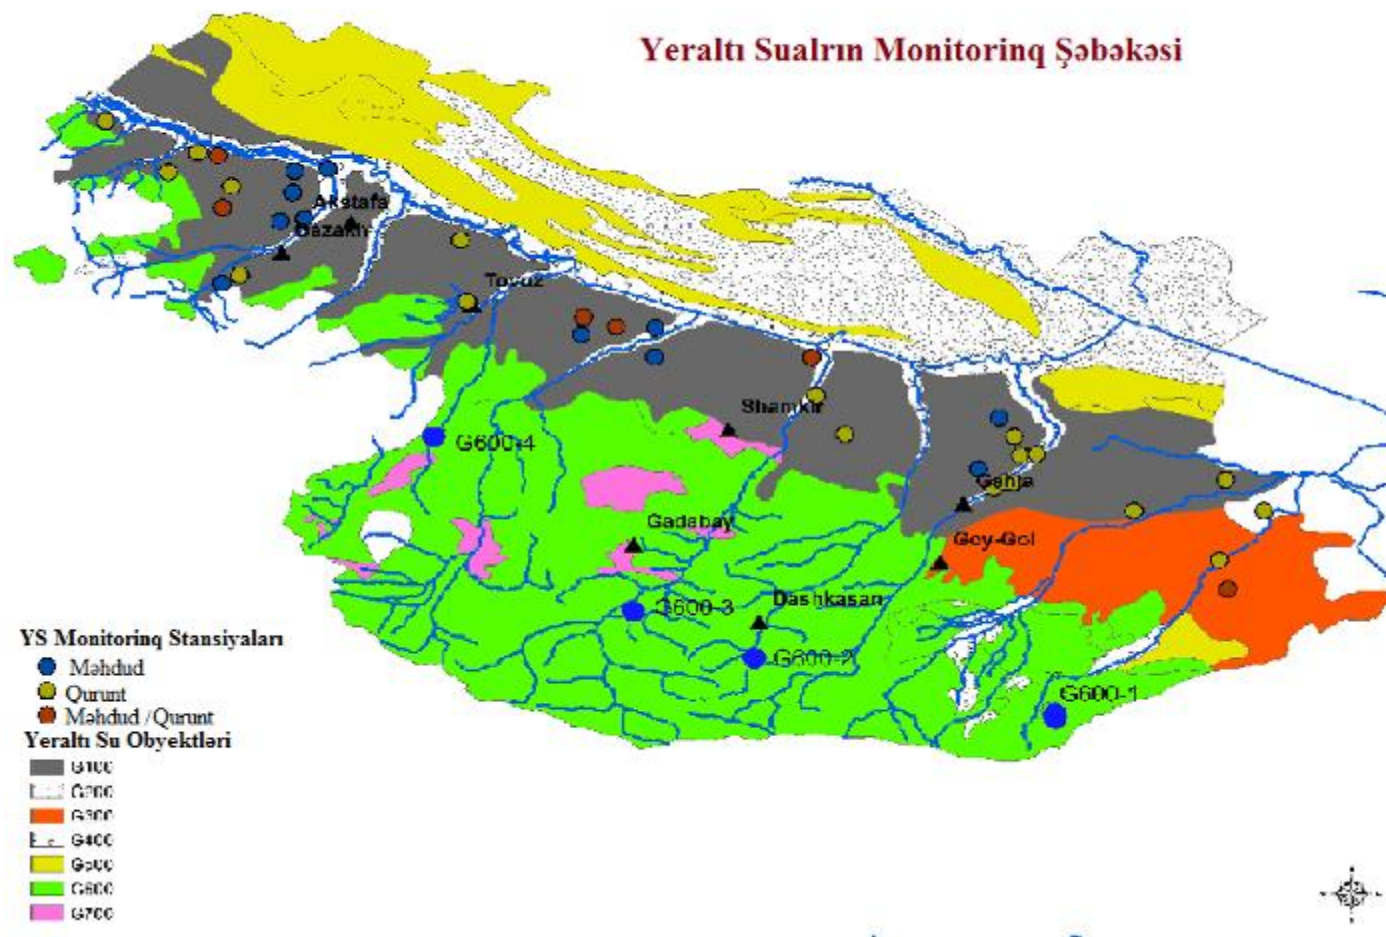 Yeraltı Sualrın Monitorinq Şəbəkəsi
Akstafa
Qazakh
Tovuz
Shamkir
G600-4
Ganja
Gadabay
Gey-Gol
G600-3
Dashkasan
G600-2
G600-1
YS Monitorinq Stansiyaları
Məhdud
Qurunt
Məhdud /Qurunt
Yeraltı Su Obyektləri
G100
G200
G300
G400
G500
G600
G700